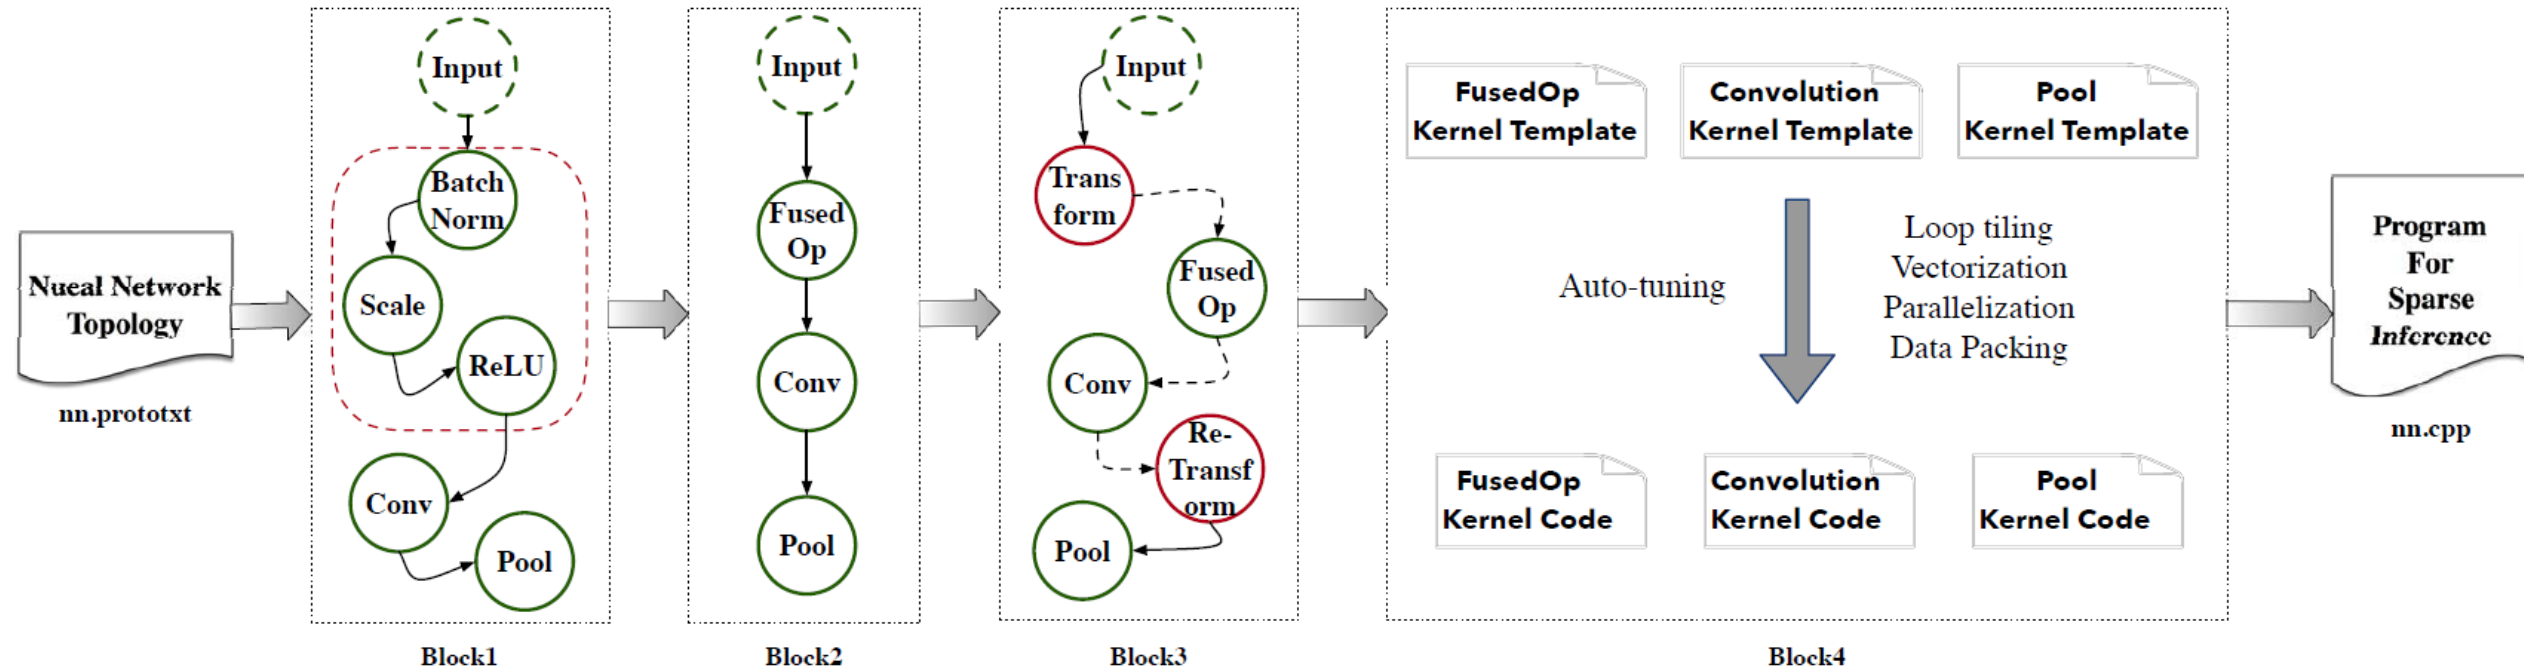 Nueal Network
Topology
nn.prototxt
Input
Batch
Norm
Scale
ReLU
Conv
Pool
Block1
Input
Fused
Op
Conv
Pool
Block2
Input
Trans
form
Fused
Op
Conv
Re-
Transf
orm
Pool
Block3
FusedOp
Kernel Template
Convolution
Kernel Template
Pool
Kernel Template
Auto-tuning
Loop tiling
Vectorization
Parallelization
Data Packing
FusedOp
Kernel Code
Convolution
Kernel Code
Pool
Kernel Code
Block4
Program
For
Sparse
Inference
nn.cpp